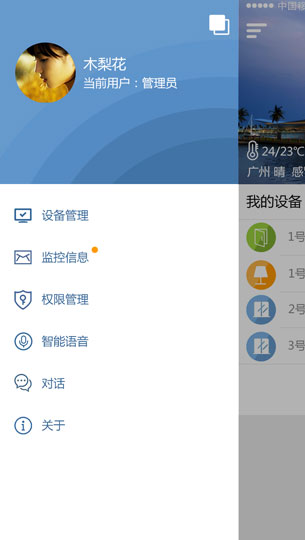 木梨花
当前用户：管理员
设备管理
监控信息
权限管理
智能语音
对话
关于
中国移
24/23℃
广州 晴 感
我的设备
1号
1号
2号
3号